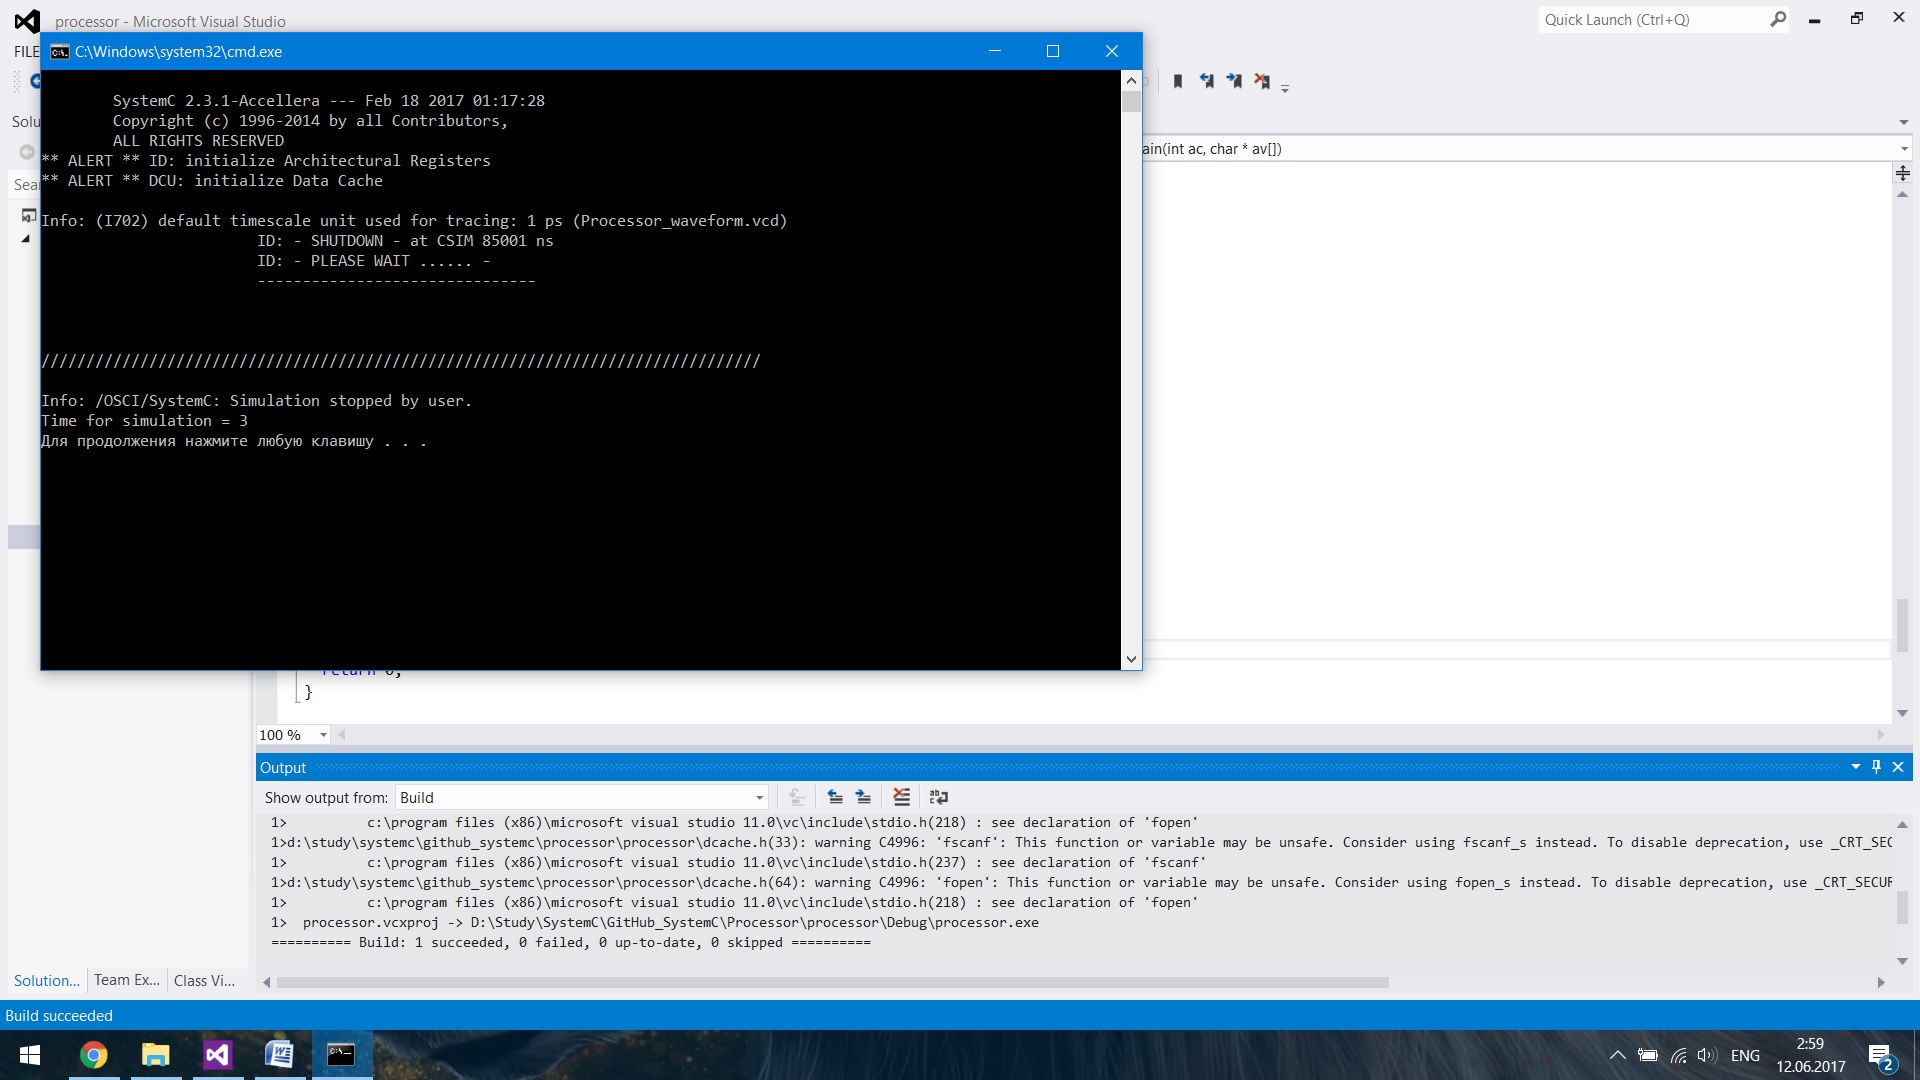 processor - Microsoft Visual Studio
Quick Launch (Ctrl+Q)
FILE
C:\Windows\system32\cmd.exe
SystemC 2.3.1-Accellera --- Feb 18 2017 01:17:28
Copyright (c) 1996-2014 by all Contributors,
ALL RIGHTS RESERVED
** ALERT ** ID: initialize Architectural Registers
** ALERT ** DCU: initialize Data Cache
Info: (I702) default timescale unit used for tracing: 1 ps (Processor_waveform.vcd)
ID: - SHUTDOWN - at CSIM 85001 ns
ID: - PLEASE WAIT ...... -
-------------------------------
////////////////////////////////////////////////////////////////////////////////
Info: /OSCI/SystemC: Simulation stopped by user.
Time for simulation = 3
Для продолжения нажмите любую клавишу . . .
Solu
Sear
ain(int ac, char * av[])
}
100 %
Output
Show output from: Build
1>          c:\program files (x86)\microsoft visual studio 11.0\vc\include\stdio.h(218) : see declaration of 'fopen'
1>d:\study\systemc\github_systemc\processor\processor\dcache.h(33): warning C4996: 'fscanf': This function or variable may be unsafe. Consider using fscanf_s instead. To disable deprecation, use _CRT_SEC
1>          c:\program files (x86)\microsoft visual studio 11.0\vc\include\stdio.h(237) : see declaration of 'fscanf'
1>d:\study\systemc\github_systemc\processor\processor\dcache.h(64): warning C4996: 'fopen': This function or variable may be unsafe. Consider using fopen_s instead. To disable deprecation, use _CRT_SECUR
1>          c:\program files (x86)\microsoft visual studio 11.0\vc\include\stdio.h(218) : see declaration of 'fopen'
1>  processor.vcxproj -> D:\Study\SystemC\GitHub_SystemC\Processor\processor\Debug\processor.exe
========== Build: 1 succeeded, 0 failed, 0 up-to-date, 0 skipped ==========
Solution... Team Ex... Class Vi...
Build succeeded
ENG
2:59
12.06.2017
2